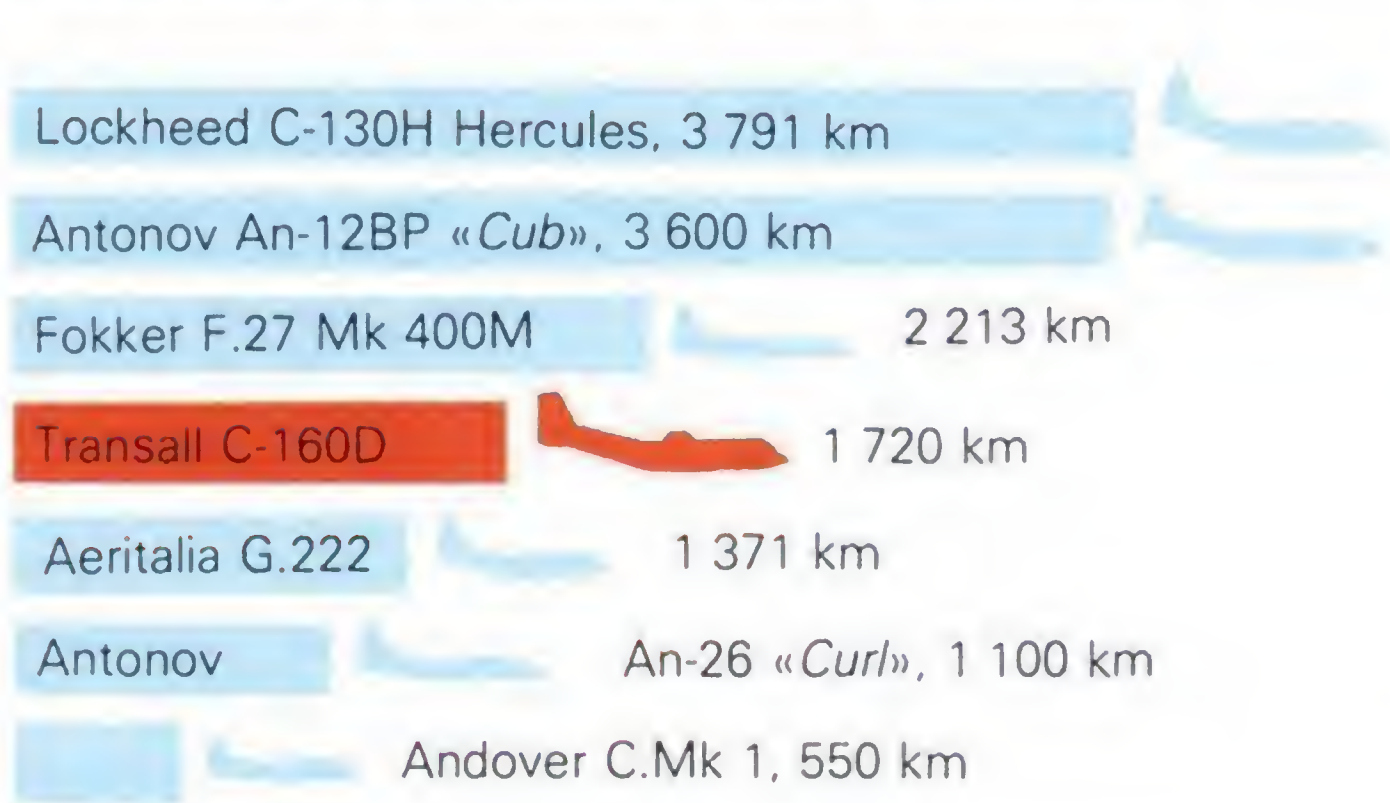 Lockheed C-130H Hercules, 3 791 km
Antonov An-12BP «Cub», 3 600 km
Fokker F.27 Mk 400M 2 213 km
Transall C-160D 1 720 km
Aeritalia G.222 1 371 km
Antonov An-26 «Curl», 1 100 km
Andover C.Mk 1, 550 km